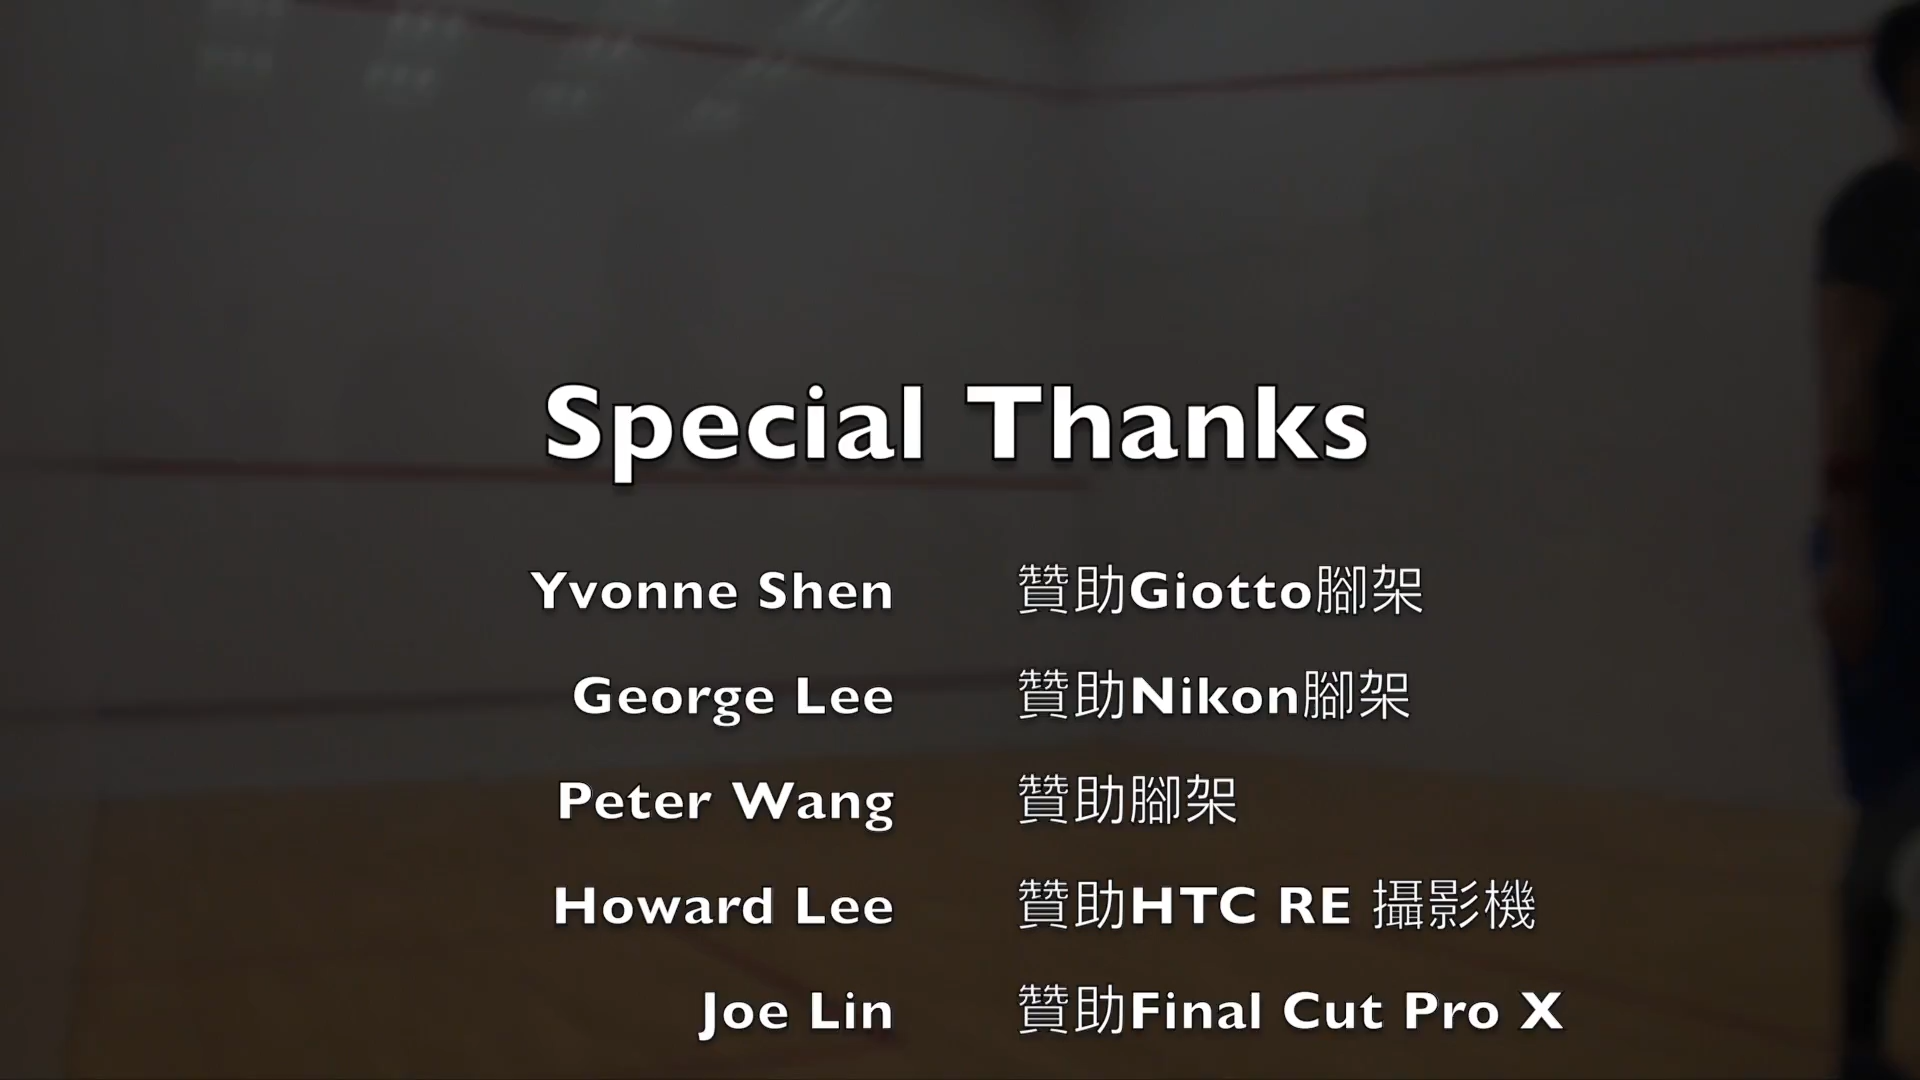 Special Thanks
Yvonne Shen 贊助Giotto腳架
George Lee 贊助Nikon腳架
Peter Wang 贊助腳架
Howard Lee 贊助HTC RE 攝影機
Joe Lin 贊助Final Cut Pro X